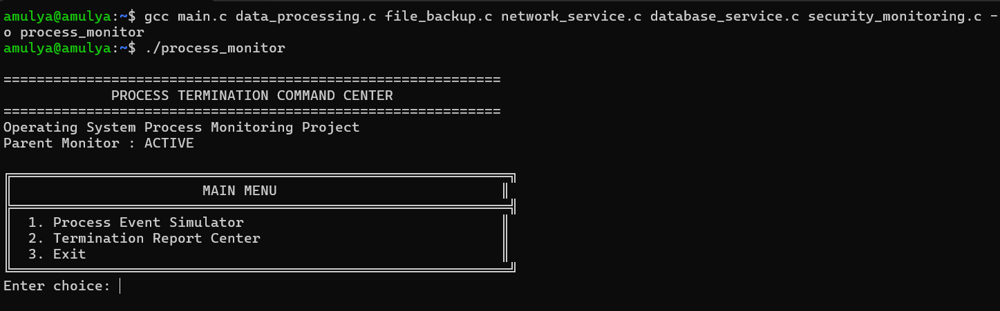 amulya@amulya:~$ gcc main.c data_processing.c file_backup.c network_service.c database_service.c security_monitoring.c -
o process_monitor
amulya@amulya:~$ ./process_monitor
============================================================
PROCESS TERMINATION COMMAND CENTER
============================================================
Operating System Process Monitoring Project
Parent Monitor : ACTIVE
MAIN MENU
1. Process Event Simulator
2. Termination Report Center
3. Exit
Enter choice: